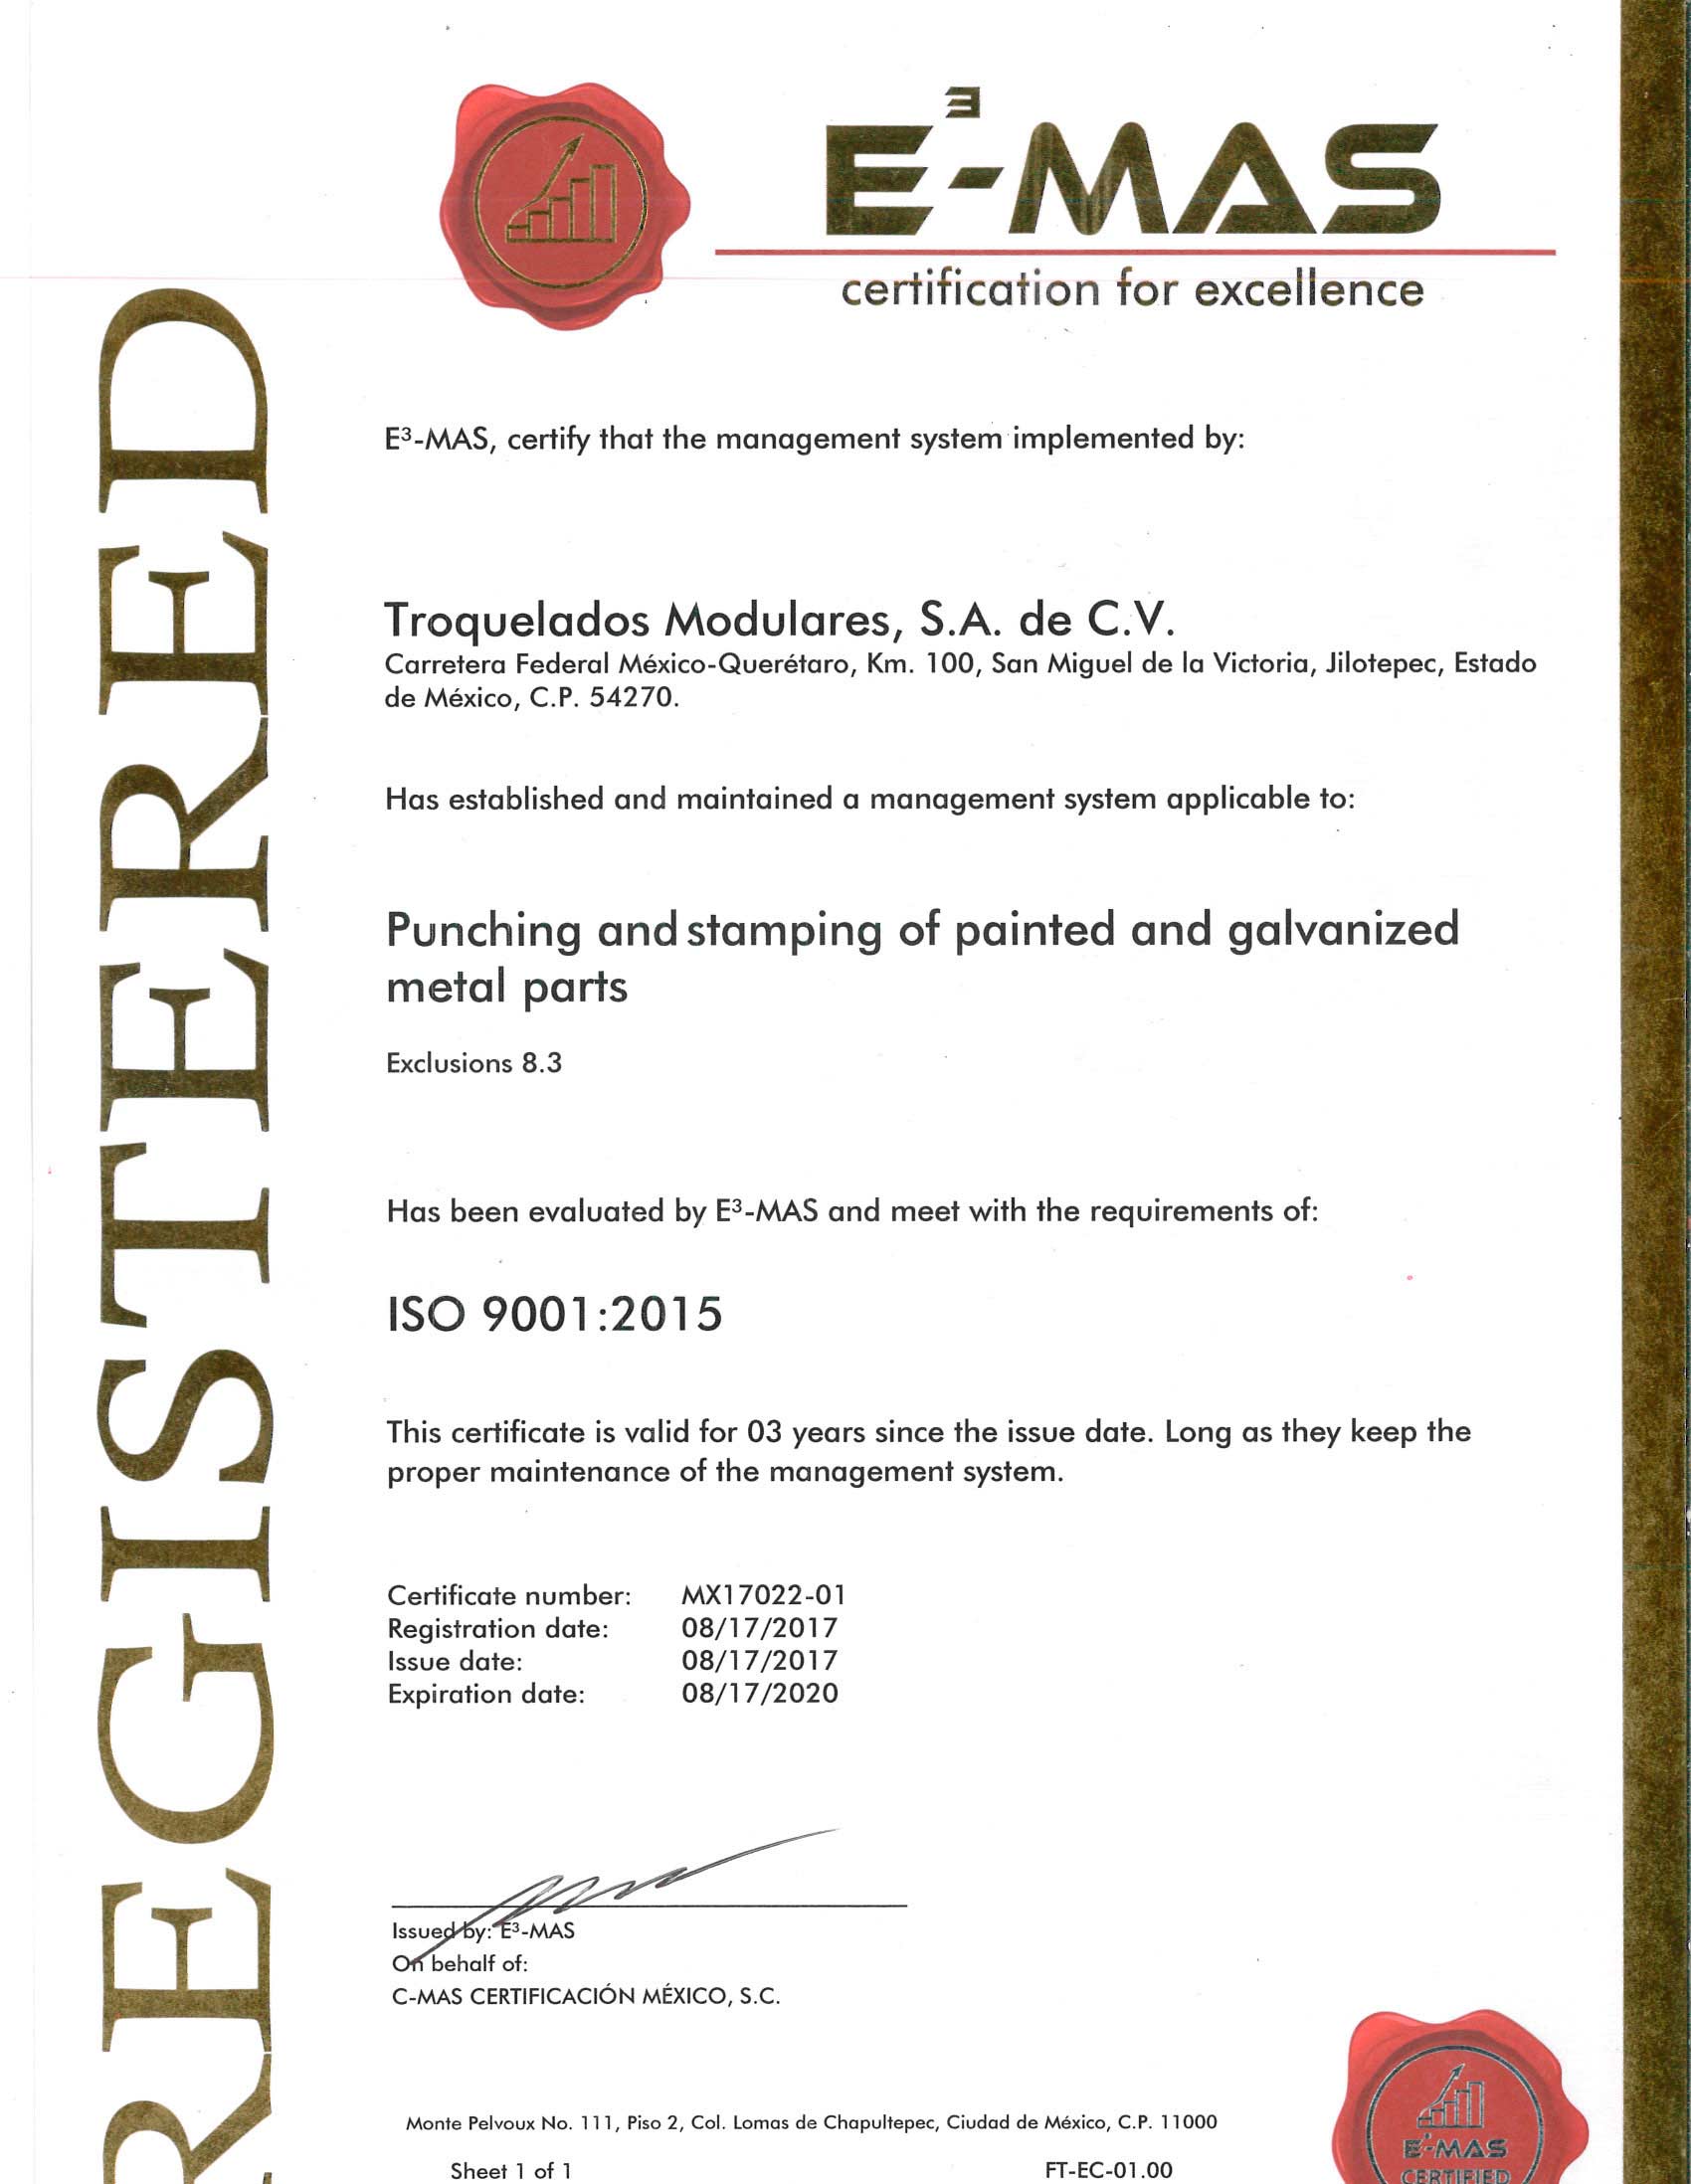 REGISTERED
E³-MAS
certification for excellence
E³-MAS, certify that the management system implemented by:
Troquelados Modulares, S.A. de C.V.
Carretera Federal México-Querétaro, Km. 100, San Miguel de la Victoria, Jilotepec, Estado
de México, C.P. 54270.
Has established and maintained a management system applicable to:
Punching and stamping of painted and galvanized
metal parts
Exclusions 8.3
Has been evaluated by E³-MAS and meet with the requirements of:
ISO 9001:2015
This certificate is valid for 03 years since the issue date. Long as they keep the
proper maintenance of the management system.
Certificate number: MX17022-01
Registration date: 08/17/2017
Issue date: 08/17/2017
Expiration date: 08/17/2020
Issued by: E³-MAS
On behalf of:
C-MAS CERTIFICACIÓN MÉXICO, S.C.
Monte Pelvoux No. 111, Piso 2, Col. Lomas de Chapultepec, Ciudad de México, C.P. 11000
Sheet 1 of 1 FT-EC-01.00
E³-MAS
CERTIFIED